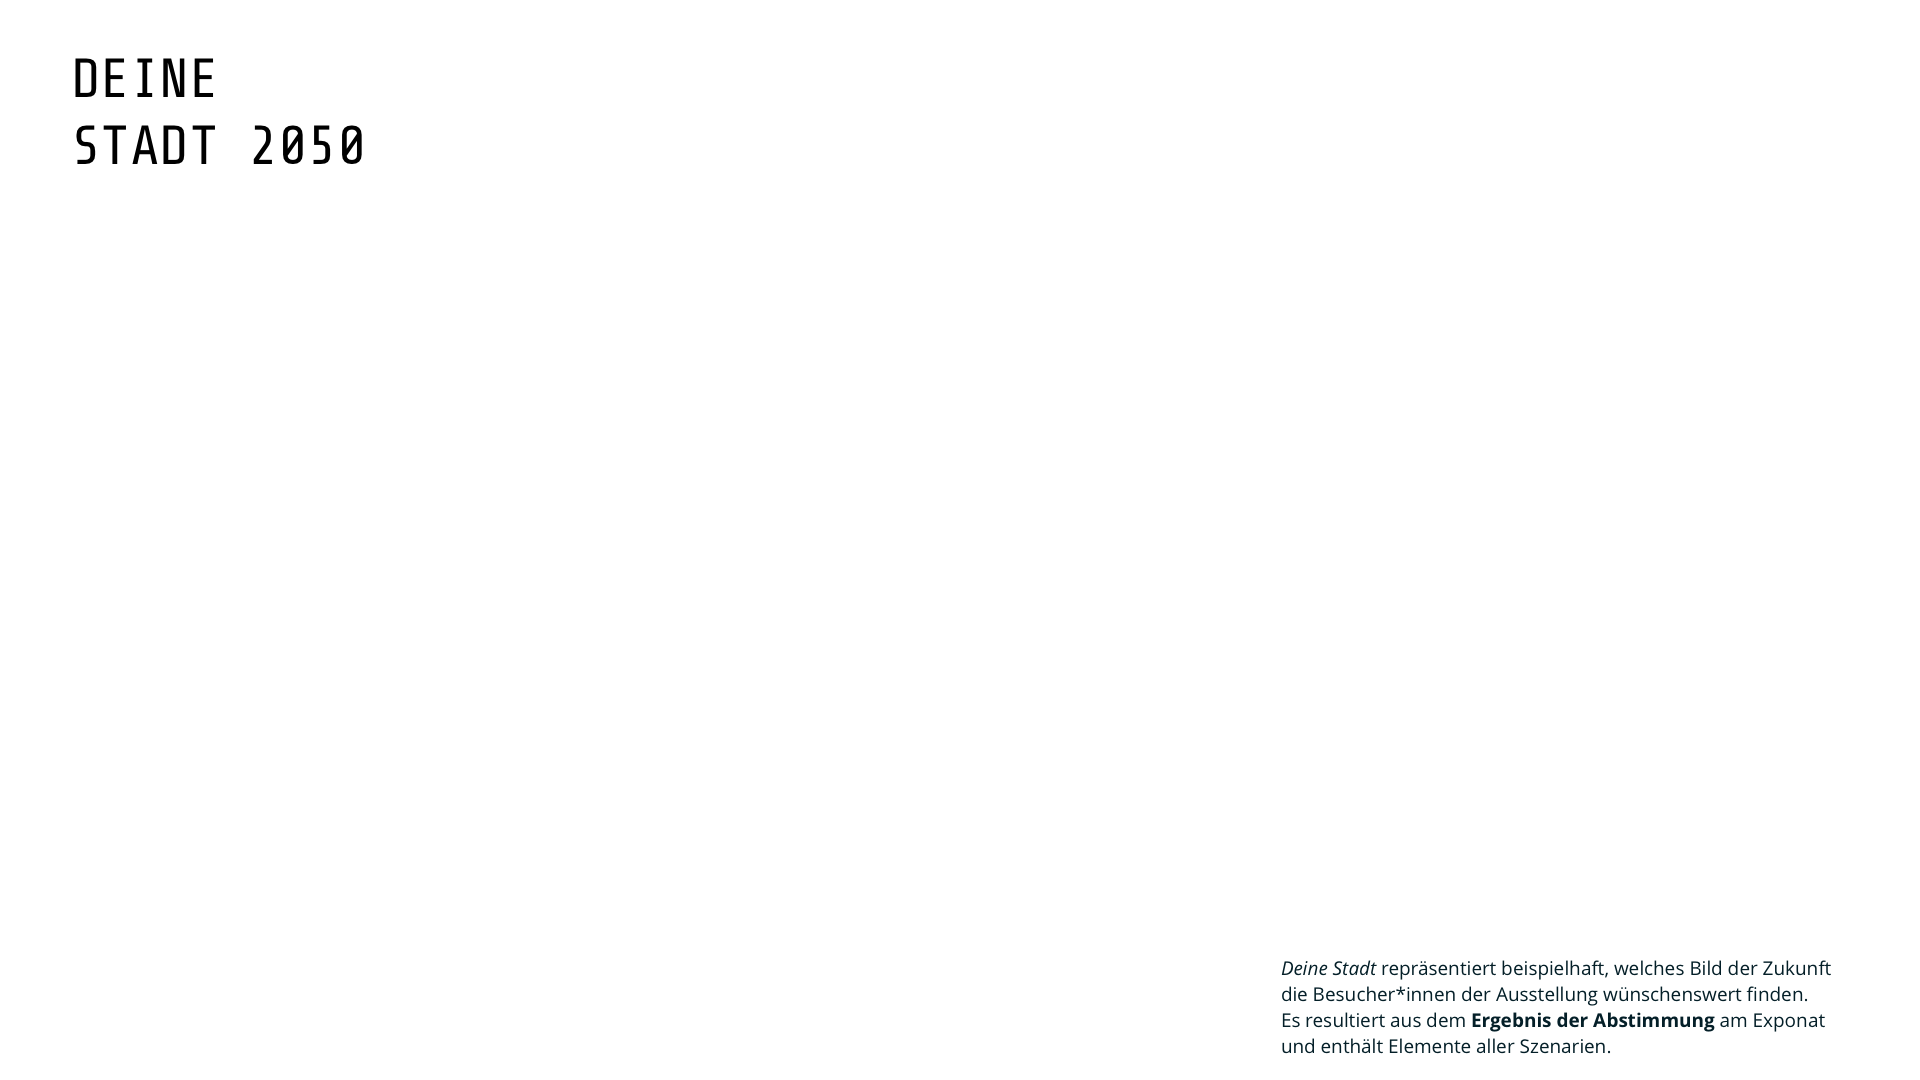 DEINE
STADT 2050
Deine Stadt repräsentiert beispielhaft, welches Bild der Zukunft
die Besucher*innen der Ausstellung wünschenswert finden.
Es resultiert aus dem Ergebnis der Abstimmung am Exponat
und enthält Elemente aller Szenarien.